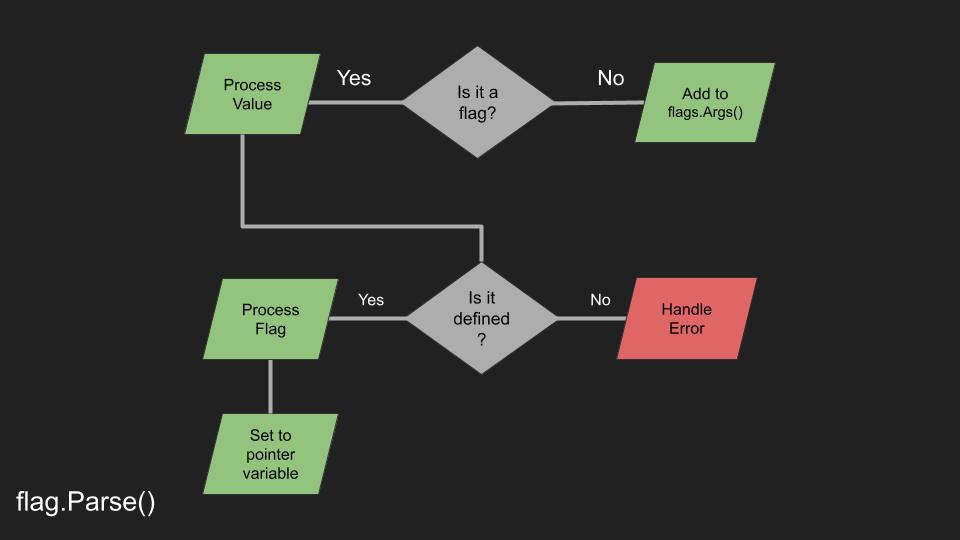 Process
Value
Yes
Is it a
flag?
No
Add to
flags.Args()
Process
Flag
Yes
Is it
defined
?
No
Handle
Error
Set to
pointer
variable
flag.Parse()